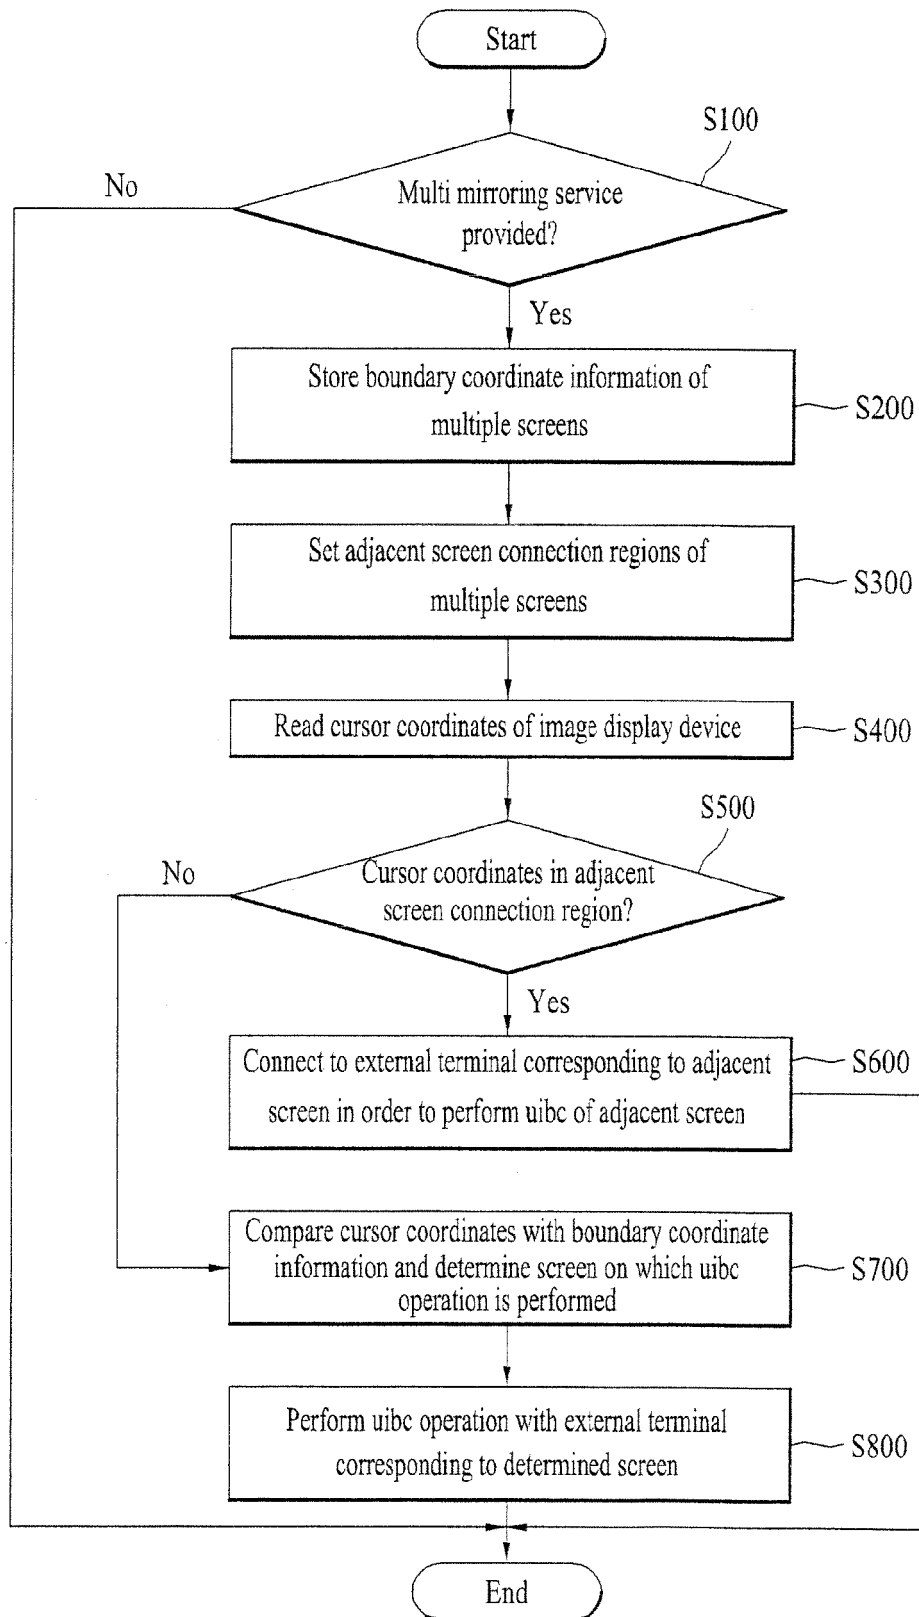 Start
S100
No
Multi mirroring service
provided?
Yes
Store boundary coordinate information of
multiple screens
S200
Set adjacent screen connection regions of
multiple screens
S300
Read cursor coordinates of image display device
S400
S500
No
Cursor coordinates in adjacent
screen connection region?
Yes
Connect to external terminal corresponding to adjacent
screen in order to perform uibc of adjacent screen
S600
Compare cursor coordinates with boundary coordinate
information and determine screen on which uibc
operation is performed
S700
Perform uibc operation with external terminal
corresponding to determined screen
S800
End